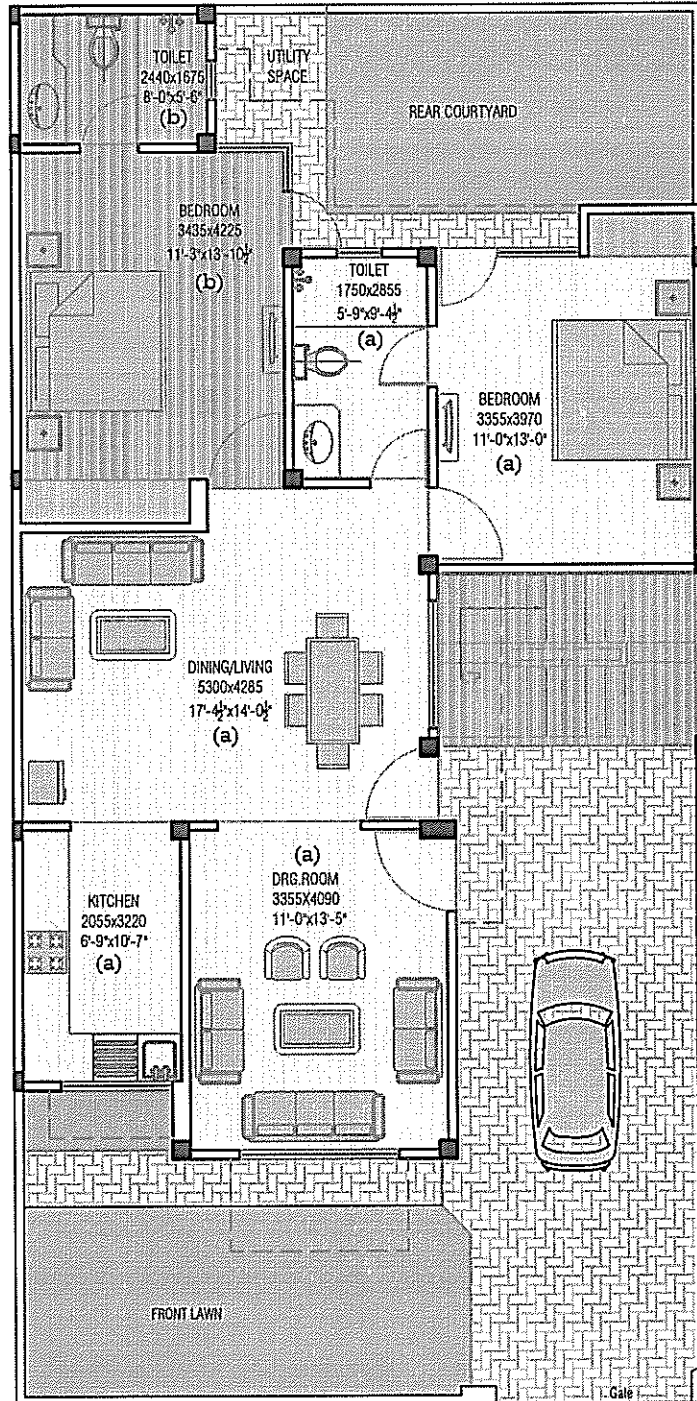 TOILET
2440x1675
8'-0"x5'-6"
(b)
UTILITY
SPACE
REAR COURTYARD
BEDROOM
3435x4225
11'-3"x13'-10½"
(b)
TOILET
1750x2855
5'-9"x9'-4½"
(a)
BEDROOM
3355x3970
11'-0"x13'-0"
(a)
DINING/LIVING
5300x4285
17'-4½"x14'-0½"
(a)
KITCHEN
2055x3220
6'-9"x10'-7"
(a)
(a)
DRG.ROOM
3355X4090
11'-0"x13'-5"
FRONT LAWN
Gate